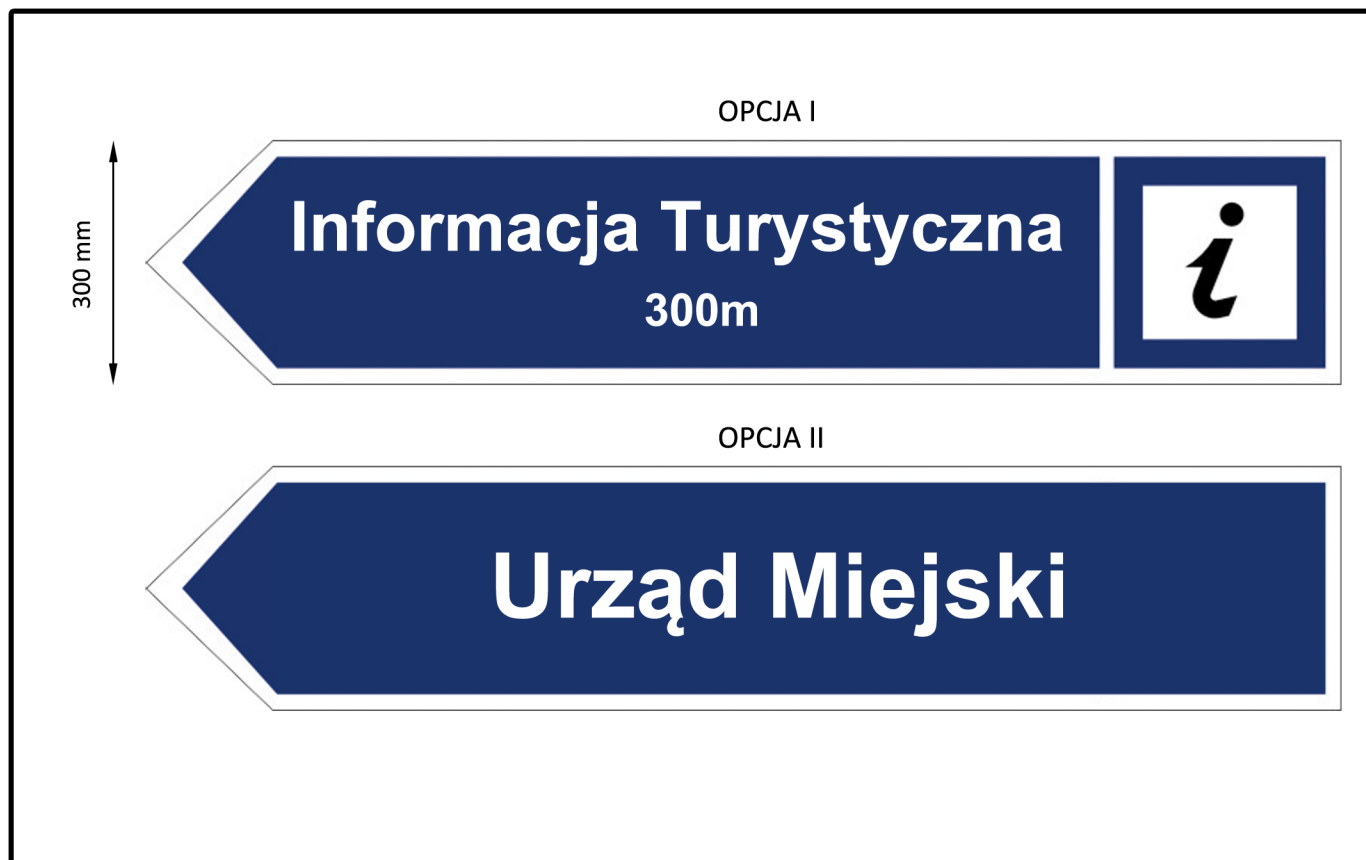 OPCJA I
300 mm
Informacja Turystyczna
300m
i
OPCJA II
Urząd Miejski